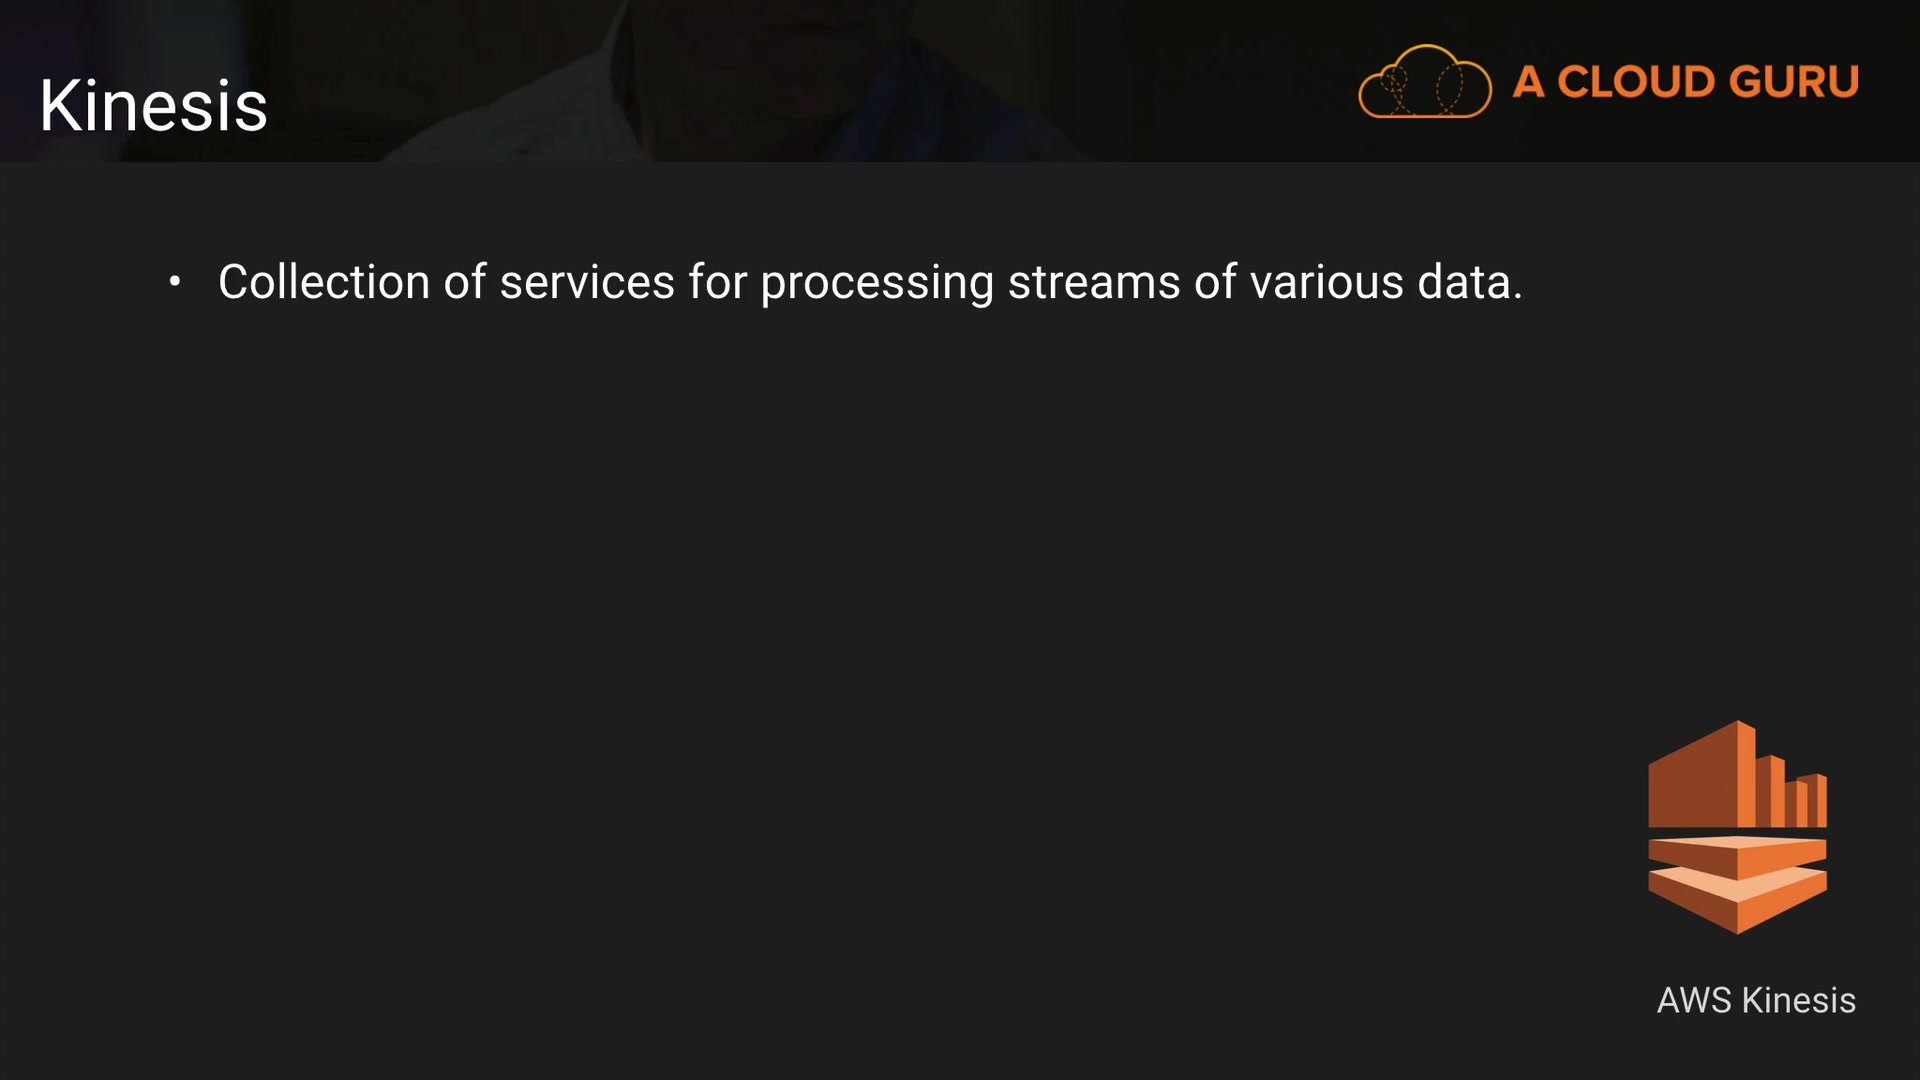 Kinesis
A CLOUD GURU
• Collection of services for processing streams of various data.
AWS Kinesis